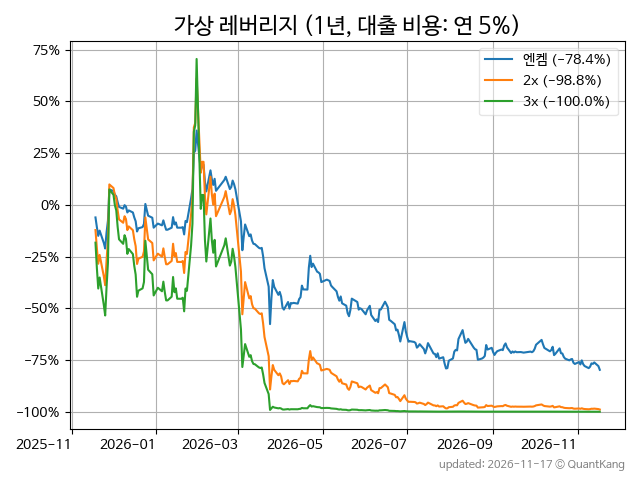 가상 레버리지 (1년, 대출 비용: 연 5%)
엔켐 (−78.4%)
2x (−98.8%)
3x (−100.0%)
75%
50%
25%
0%
−25%
−50%
−75%
−100%
2025-11 2026-01 2026-03 2026-05 2026-07 2026-09 2026-11
updated: 2026-11-17 © QuantKang